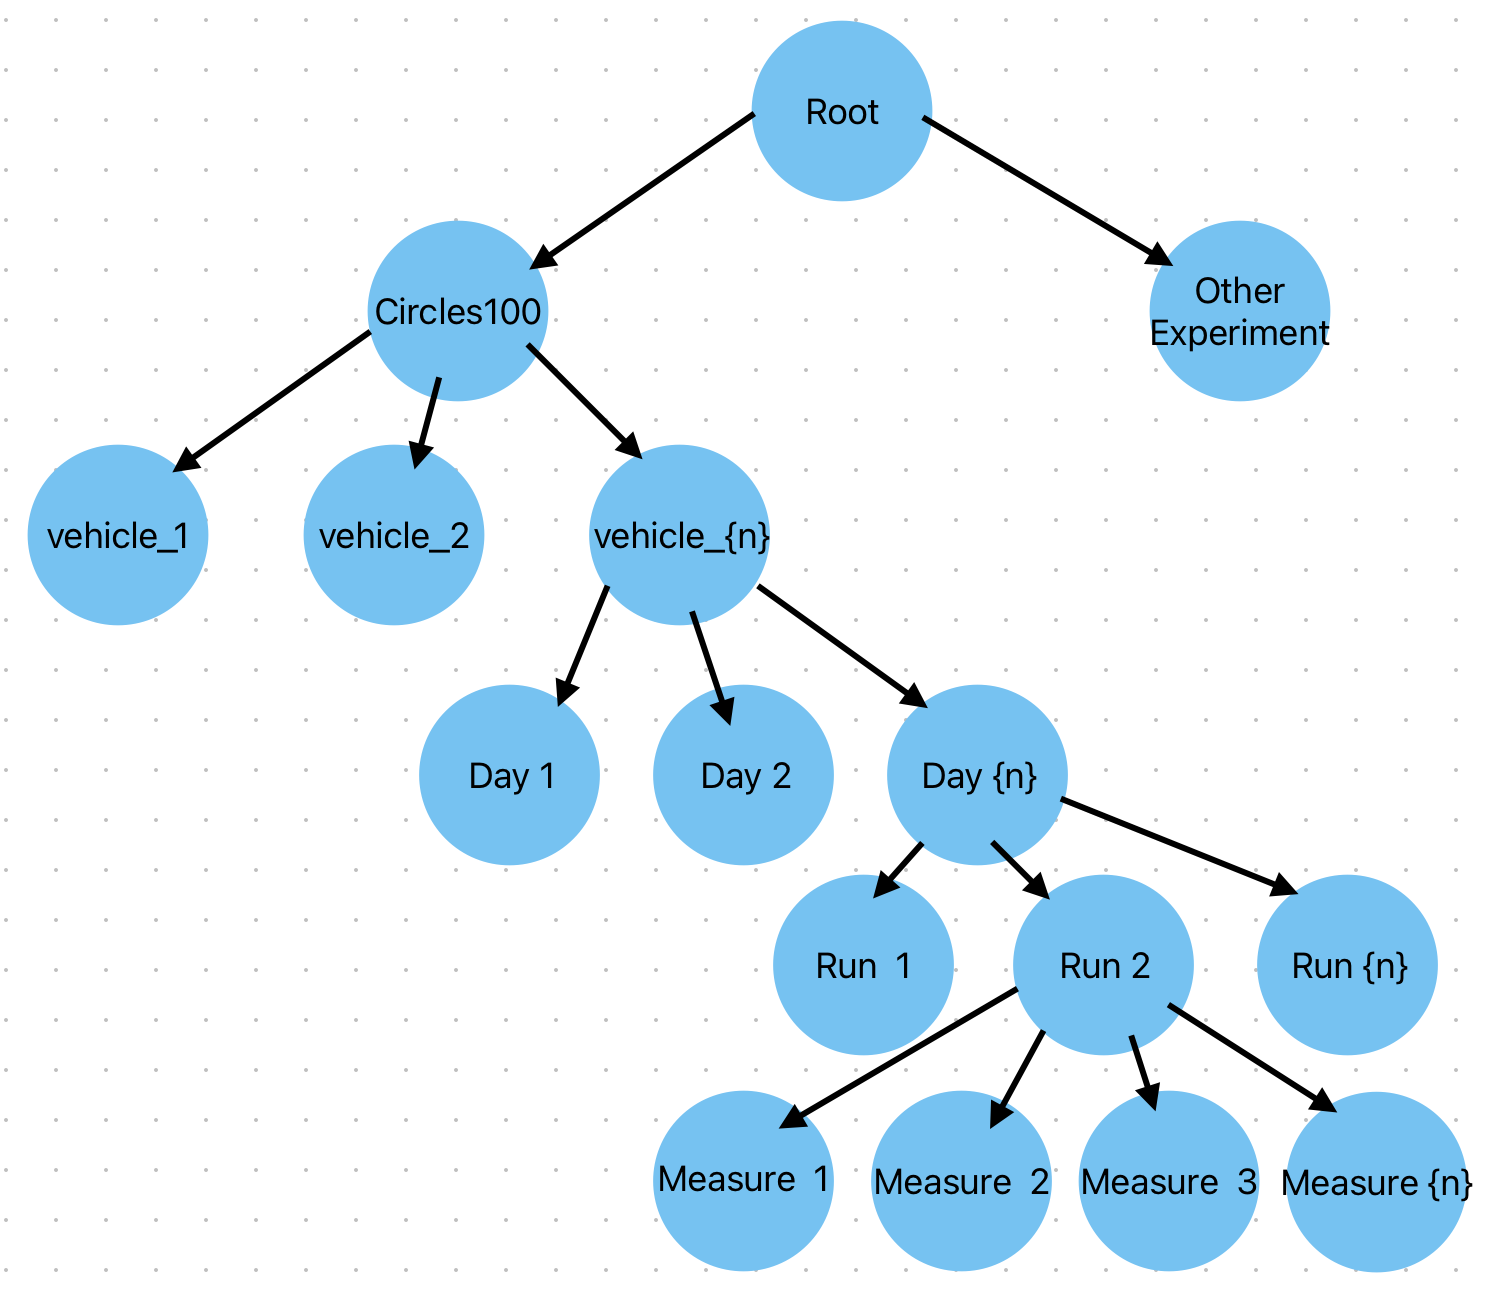 Root
Circles100
Other
Experiment
vehicle_1
vehicle_2
vehicle_{n}
Day 1
Day 2
Day {n}
Run  1
Run 2
Run {n}
Measure  1
Measure  2
Measure  3
Measure {n}